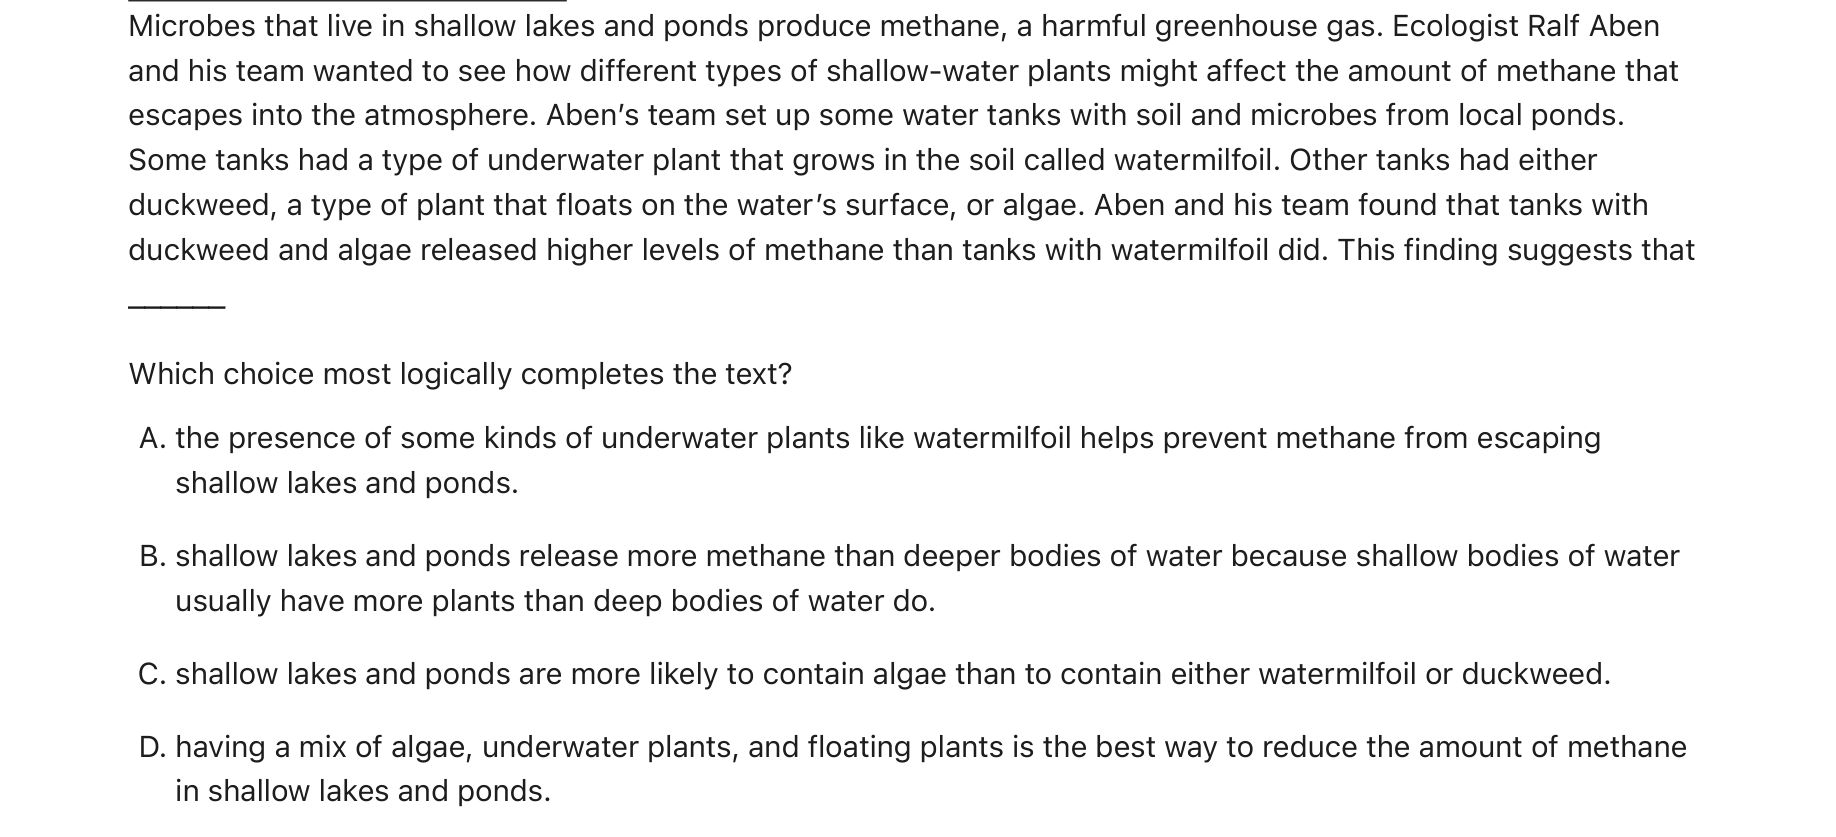 Microbes that live in shallow lakes and ponds produce methane, a harmful greenhouse gas. Ecologist Ralf Aben
and his team wanted to see how different types of shallow-water plants might affect the amount of methane that
escapes into the atmosphere. Aben’s team set up some water tanks with soil and microbes from local ponds.
Some tanks had a type of underwater plant that grows in the soil called watermilfoil. Other tanks had either
duckweed, a type of plant that floats on the water’s surface, or algae. Aben and his team found that tanks with
duckweed and algae released higher levels of methane than tanks with watermilfoil did. This finding suggests that
______
Which choice most logically completes the text?
A. the presence of some kinds of underwater plants like watermilfoil helps prevent methane from escaping
shallow lakes and ponds.
B. shallow lakes and ponds release more methane than deeper bodies of water because shallow bodies of water
usually have more plants than deep bodies of water do.
C. shallow lakes and ponds are more likely to contain algae than to contain either watermilfoil or duckweed.
D. having a mix of algae, underwater plants, and floating plants is the best way to reduce the amount of methane
in shallow lakes and ponds.